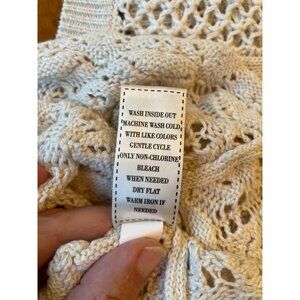 WASH INSIDE OUT
MACHINE WASH COLD
WITH LIKE COLORS
GENTLE CYCLE
ONLY NON-CHLORINE
BLEACH
WHEN NEEDED
DRY FLAT
WARM IRON IF
NEEDED